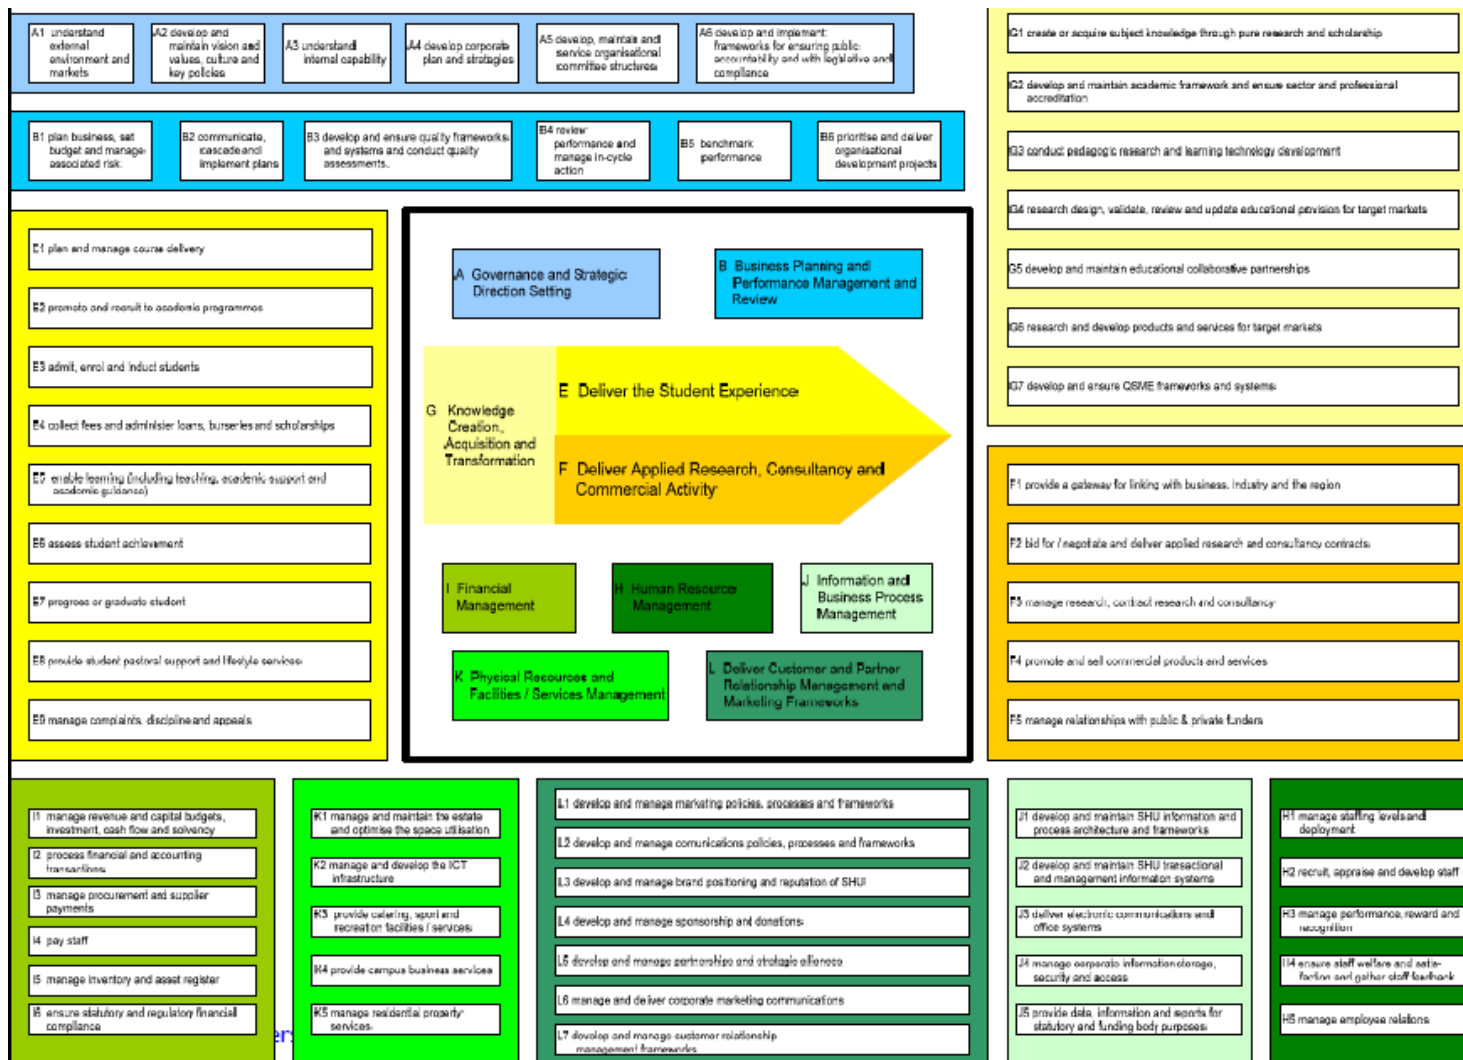 A1 understand
external
environment and
markets
A2 develop and
maintain vision and
values, culture and
key policies
A3 understand
internal capability
A4 develop corporate
plan and strategies
A5 develop, maintain and
service organisational
committee structures
A6 develop and implement
frameworks for ensuring public
accountability and with legislative and
compliance
B1 plan business, set
budget and manage
associated risk
B2 communicate,
cascade and
implement plans
B3 develop and ensure quality frameworks
and systems and conduct quality
assessments.
B4 review
performance and
manage in-cycle
action
B5 benchmark
performance
B6 prioritise and deliver
organisational
development projects
G1 create or acquire subject knowledge through pure research and scholarship
G2 develop and maintain academic framework and ensure sector and professional
accreditation
G3 conduct pedagogic research and learning technology development
G4 research design, validate, review and update educational provision for target markets
G5 develop and maintain educational collaborative partnerships
G6 research and develop products and services for target markets
G7 develop and ensure QSME frameworks and systems
E1 plan and manage course delivery
E2 promote and recruit to academic programmes
E3 admit, enrol and induct students
E4 collect fees and administer loans, bursaries and scholarships
E5 enable learning (including teaching, academic support and
academic guidance)
E6 assess student achievement
E7 progress or graduate student
E8 provide student pastoral support and lifestyle services
E9 manage complaints, discipline and appeals
A Governance and Strategic
Direction Setting
B Business Planning and
Performance Management and
Review
G Knowledge
Creation,
Acquisition and
Transformation
E Deliver the Student Experience
F Deliver Applied Research, Consultancy and
Commercial Activity
I Financial
Management
H Human Resource
Management
J Information and
Business Process
Management
K Physical Resources and
Facilities / Services Management
L Deliver Customer and Partner
Relationship Management and
Marketing Frameworks
F1 provide a gateway for linking with business, industry and the region
F2 bid for / negotiate and deliver applied research and consultancy contracts
F3 manage research, contract research and consultancy
F4 promote and sell commercial products and services
F5 manage relationships with public & private funders
I1 manage revenue and capital budgets,
investment, cash flow and solvency
I2 process financial and accounting
transactions
I3 manage procurement and supplier
payments
I4 pay staff
I5 manage inventory and asset register
I6 ensure statutory and regulatory financial
compliance
K1 manage and maintain the estate
and optimise the space utilisation
K2 manage and develop the ICT
infrastructure
K3 provide catering, sport and
recreation facilities / services
K4 provide campus business services
K5 manage residential property
services
L1 develop and manage marketing policies, processes and frameworks
L2 develop and manage comunications policies, processes and frameworks
L3 develop and manage brand positioning and reputation of SHU
L4 develop and manage sponsorship and donations
L5 develop and manage partnerships and strategic alliances
L6 manage and deliver corporate marketing communications
L7 develop and manage customer relationship
management frameworks
J1 develop and maintain SHU information and
process architecture and frameworks
J2 develop and maintain SHU transactional
and management information systems
J3 deliver electronic communications and
office systems
J4 manage corporate information storage,
security and access
J5 provide data, information and reports for
statutory and funding body purposes
H1 manage staffing levels and
deployment
H2 recruit, appraise and develop staff
H3 manage performance, reward and
recognition
H4 ensure staff welfare and satis-
faction and gather staff feedback
H5 manage employee relations